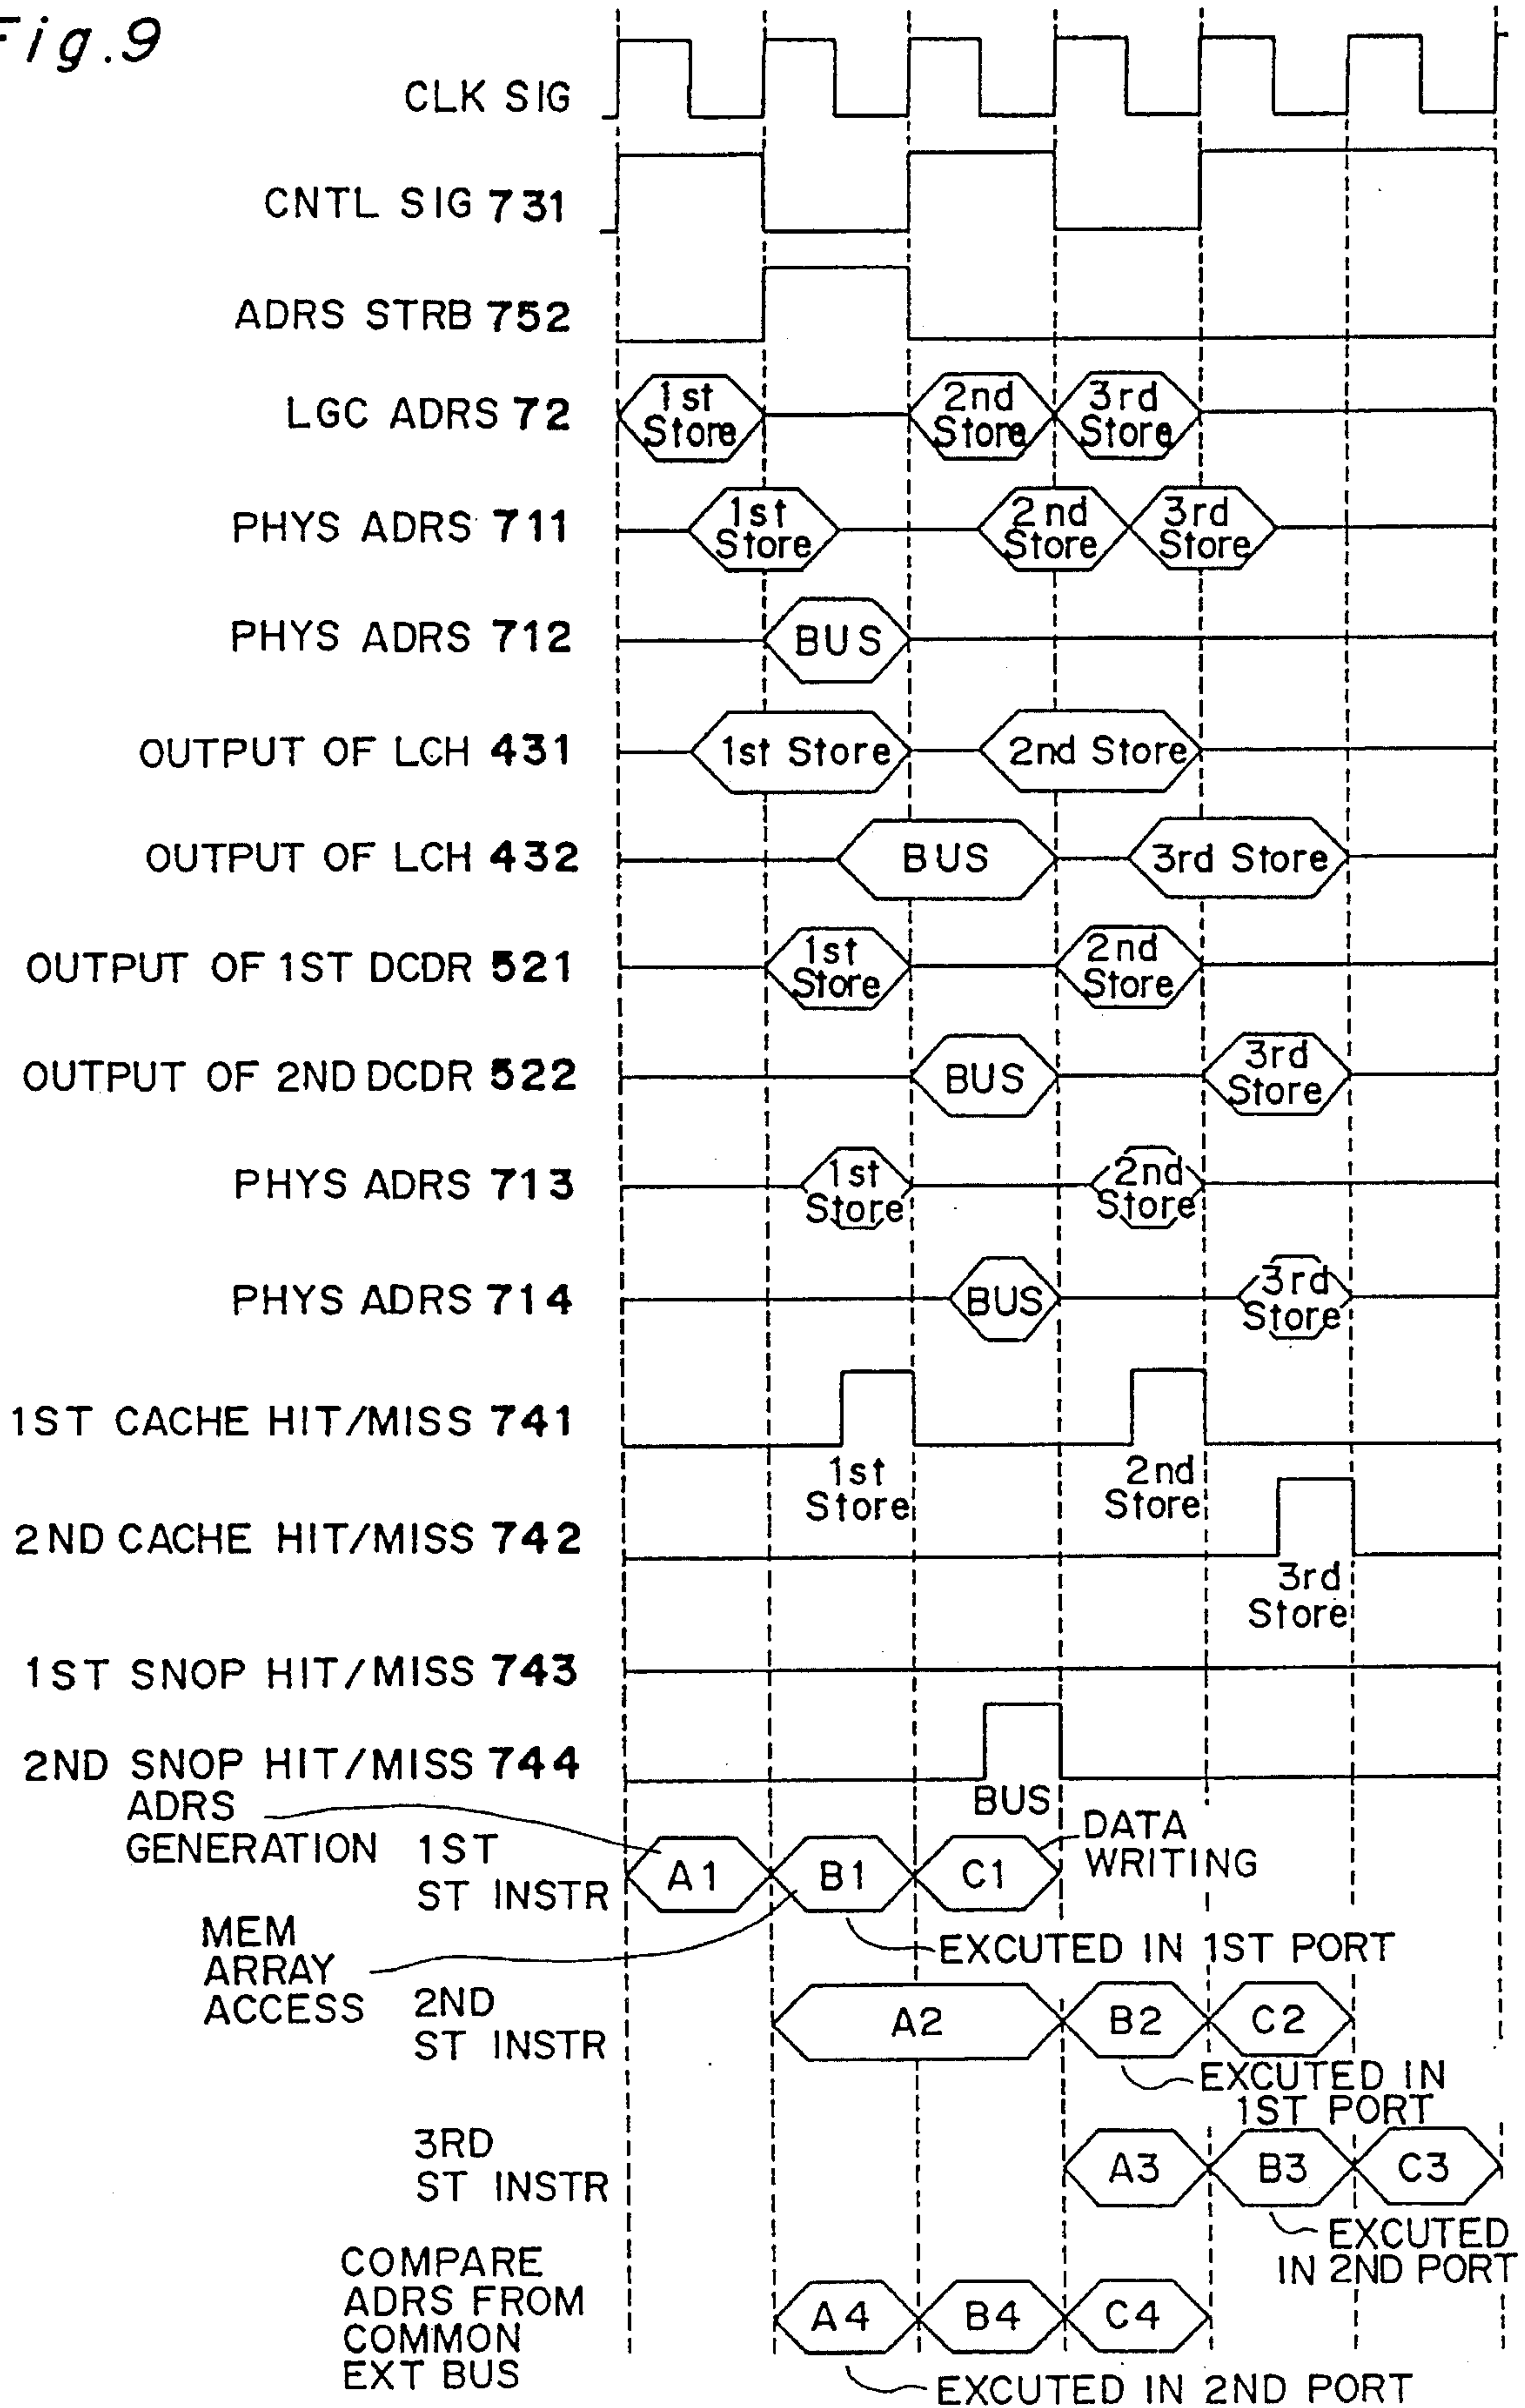 Fig.9
CLK SIG
CNTL SIG 731
ADRS STRB 752
LGC ADRS 72
1st Store
2nd Store
3rd Store
PHYS ADRS 711
1st Store
2nd Store
3rd Store
PHYS ADRS 712
BUS
OUTPUT OF LCH 431
1st Store
2nd Store
OUTPUT OF LCH 432
BUS
3rd Store
OUTPUT OF 1ST DCDR 521
1st Store
2nd Store
OUTPUT OF 2ND DCDR 522
BUS
3rd Store
PHYS ADRS 713
1st Store
2nd Store
PHYS ADRS 714
BUS
3rd Store
1ST CACHE HIT/MISS 741
1st Store
2nd Store
2ND CACHE HIT/MISS 742
3rd Store
1ST SNOP HIT/MISS 743
2ND SNOP HIT/MISS 744
BUS
ADRS
GENERATION
1ST
ST INSTR
A1
B1
C1
DATA
WRITING
EXCUTED IN 1ST PORT
MEM
ARRAY
ACCESS
2ND
ST INSTR
A2
B2
C2
EXCUTED IN
1ST PORT
3RD
ST INSTR
A3
B3
C3
EXCUTED
IN 2ND PORT
COMPARE
ADRS FROM
COMMON
EXT BUS
A4
B4
C4
EXCUTED IN 2ND PORT